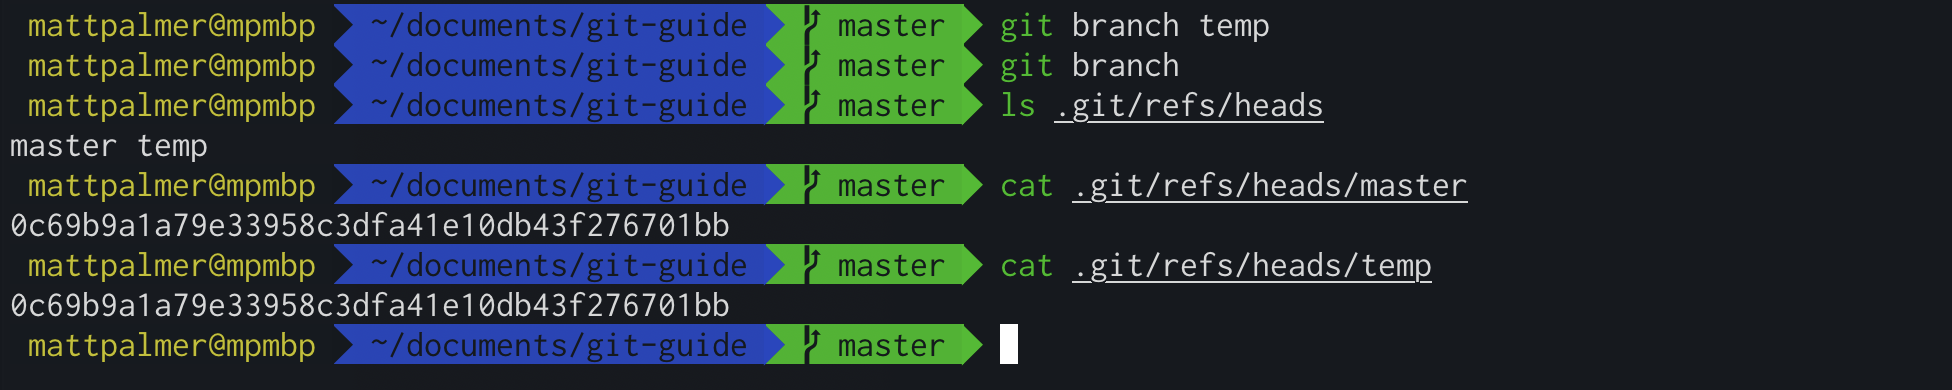 mattpalmer@mpmbp ~/documents/git-guide master git branch temp
mattpalmer@mpmbp ~/documents/git-guide master git branch
mattpalmer@mpmbp ~/documents/git-guide master ls .git/refs/heads
master temp
mattpalmer@mpmbp ~/documents/git-guide master cat .git/refs/heads/master
0c69b9a1a79e33958c3dfa41e10db43f276701bb
mattpalmer@mpmbp ~/documents/git-guide master cat .git/refs/heads/temp
0c69b9a1a79e33958c3dfa41e10db43f276701bb
mattpalmer@mpmbp ~/documents/git-guide master